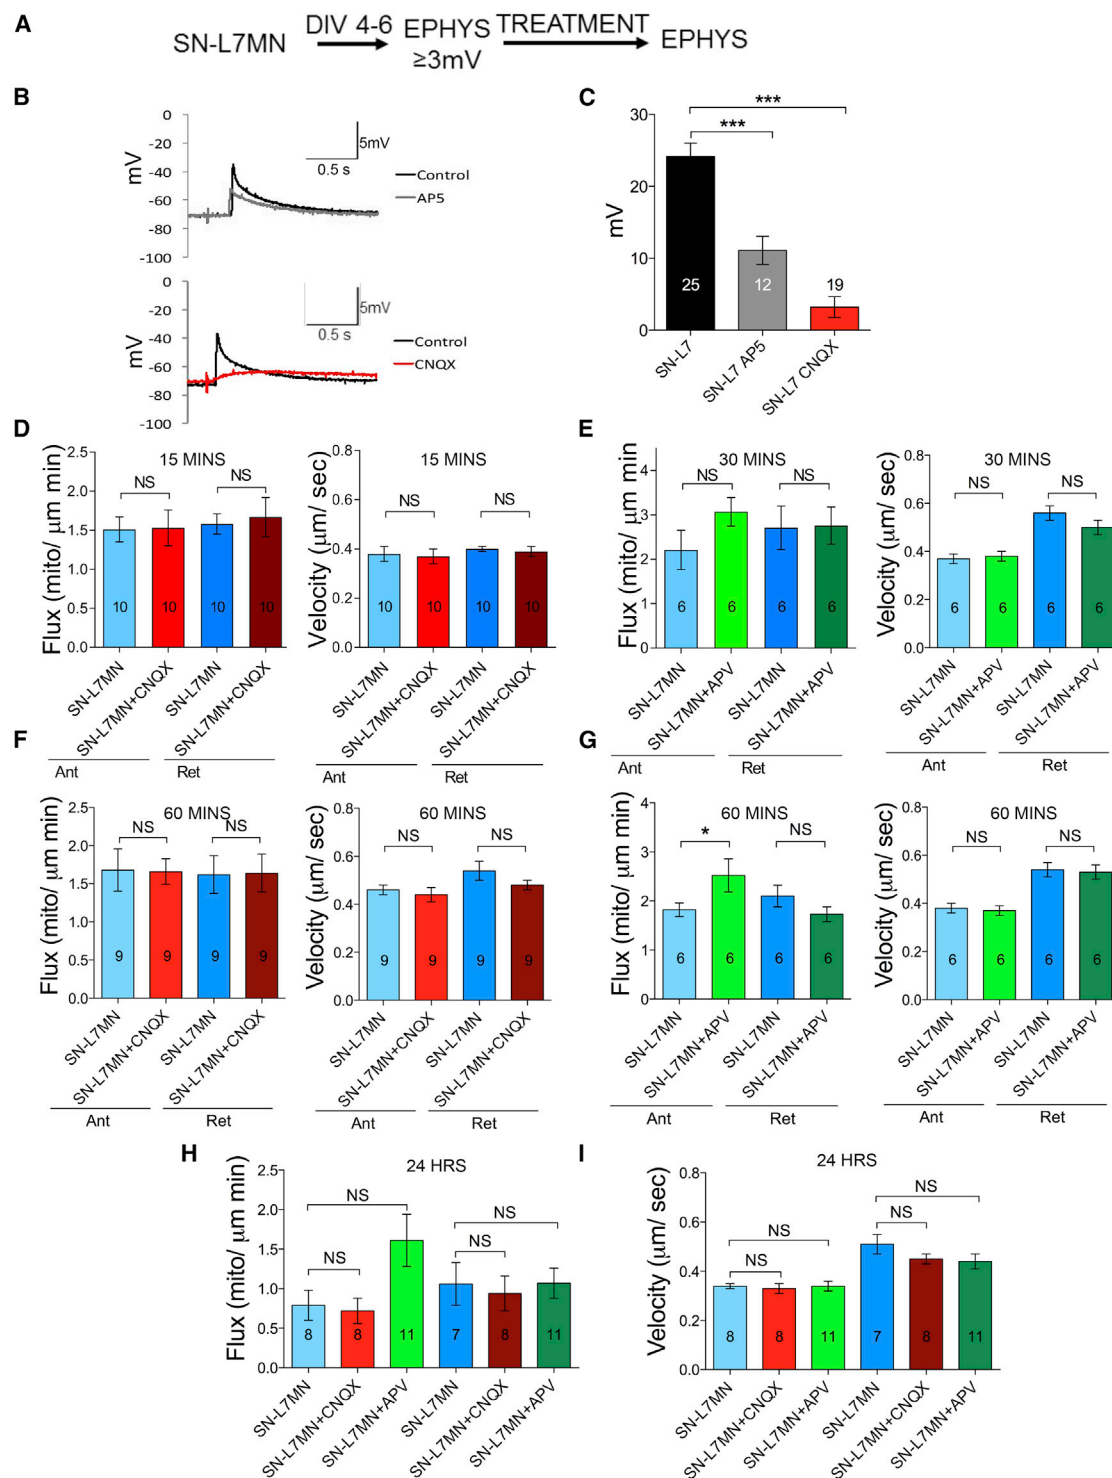 A
SN-L7MN DIV 4-6 EPHYS TREATMENT EPHYS
≥3mV
B
0
-20
-40
-60
-80
-100
mV
5mV
0.5 s
Control
AP5
0
-20
-40
-60
-80
-100
mV
5mV
0.5 s
Control
CNQX
C
30
20
10
0
mV
***
***
25
12
19
SN-L7
SN-L7 AP5
SN-L7 CNQX
D
15 MINS
Flux (mito/ μm min)
2.5
2.0
1.5
1.0
0.5
0.0
NS
NS
10
10
10
10
SN-L7MN
SN-L7MN+CNQX
SN-L7MN
SN-L7MN+CNQX
Ant
Ret
15 MINS
Velocity (μm/ sec)
0.8
0.6
0.4
0.2
0.0
NS
NS
10
10
10
10
SN-L7MN
SN-L7MN+CNQX
SN-L7MN
SN-L7MN+CNQX
Ant
Ret
E
30 MINS
Flux (mito/ μm min
4
3
2
1
0
NS
NS
6
6
6
6
SN-L7MN
SN-L7MN+APV
SN-L7MN
SN-L7MN+APV
Ant
Ret
30 MINS
Velocity (μm/ sec)
0.8
0.6
0.4
0.2
0.0
NS
NS
6
6
6
6
SN-L7MN
SN-L7MN+APV
SN-L7MN
SN-L7MN+APV
Ant
Ret
F
60 MINS
Flux (mito/ μm min)
2.5
2.0
1.5
1.0
0.5
0.0
NS
NS
9
9
9
9
SN-L7MN
SN-L7MN+CNQX
SN-L7MN
SN-L7MN+CNQX
Ant
Ret
60 MINS
Velocity (μm/ sec)
0.8
0.6
0.4
0.2
0.0
NS
NS
9
9
9
9
SN-L7MN
SN-L7MN+CNQX
SN-L7MN
SN-L7MN+CNQX
Ant
Ret
G
60 MINS
Flux (mito/ μm min)
4
3
2
1
0
*
NS
6
6
6
6
SN-L7MN
SN-L7MN+APV
SN-L7MN
SN-L7MN+APV
Ant
Ret
60 MINS
Velocity (μm/ sec)
0.8
0.6
0.4
0.2
0.0
NS
NS
6
6
6
6
SN-L7MN
SN-L7MN+APV
SN-L7MN
SN-L7MN+APV
Ant
Ret
H
24 HRS
Flux (mito/ μm min)
2.5
2.0
1.5
1.0
0.5
0.0
NS
NS
NS
NS
8
8
11
7
8
11
SN-L7MN
SN-L7MN+CNQX
SN-L7MN+APV
SN-L7MN
SN-L7MN+CNQX
SN-L7MN+APV
I
24 HRS
Velocity (μm/ sec)
0.8
0.6
0.4
0.2
0.0
NS
NS
NS
NS
8
8
11
7
8
11
SN-L7MN
SN-L7MN+CNQX
SN-L7MN+APV
SN-L7MN
SN-L7MN+CNQX
SN-L7MN+APV